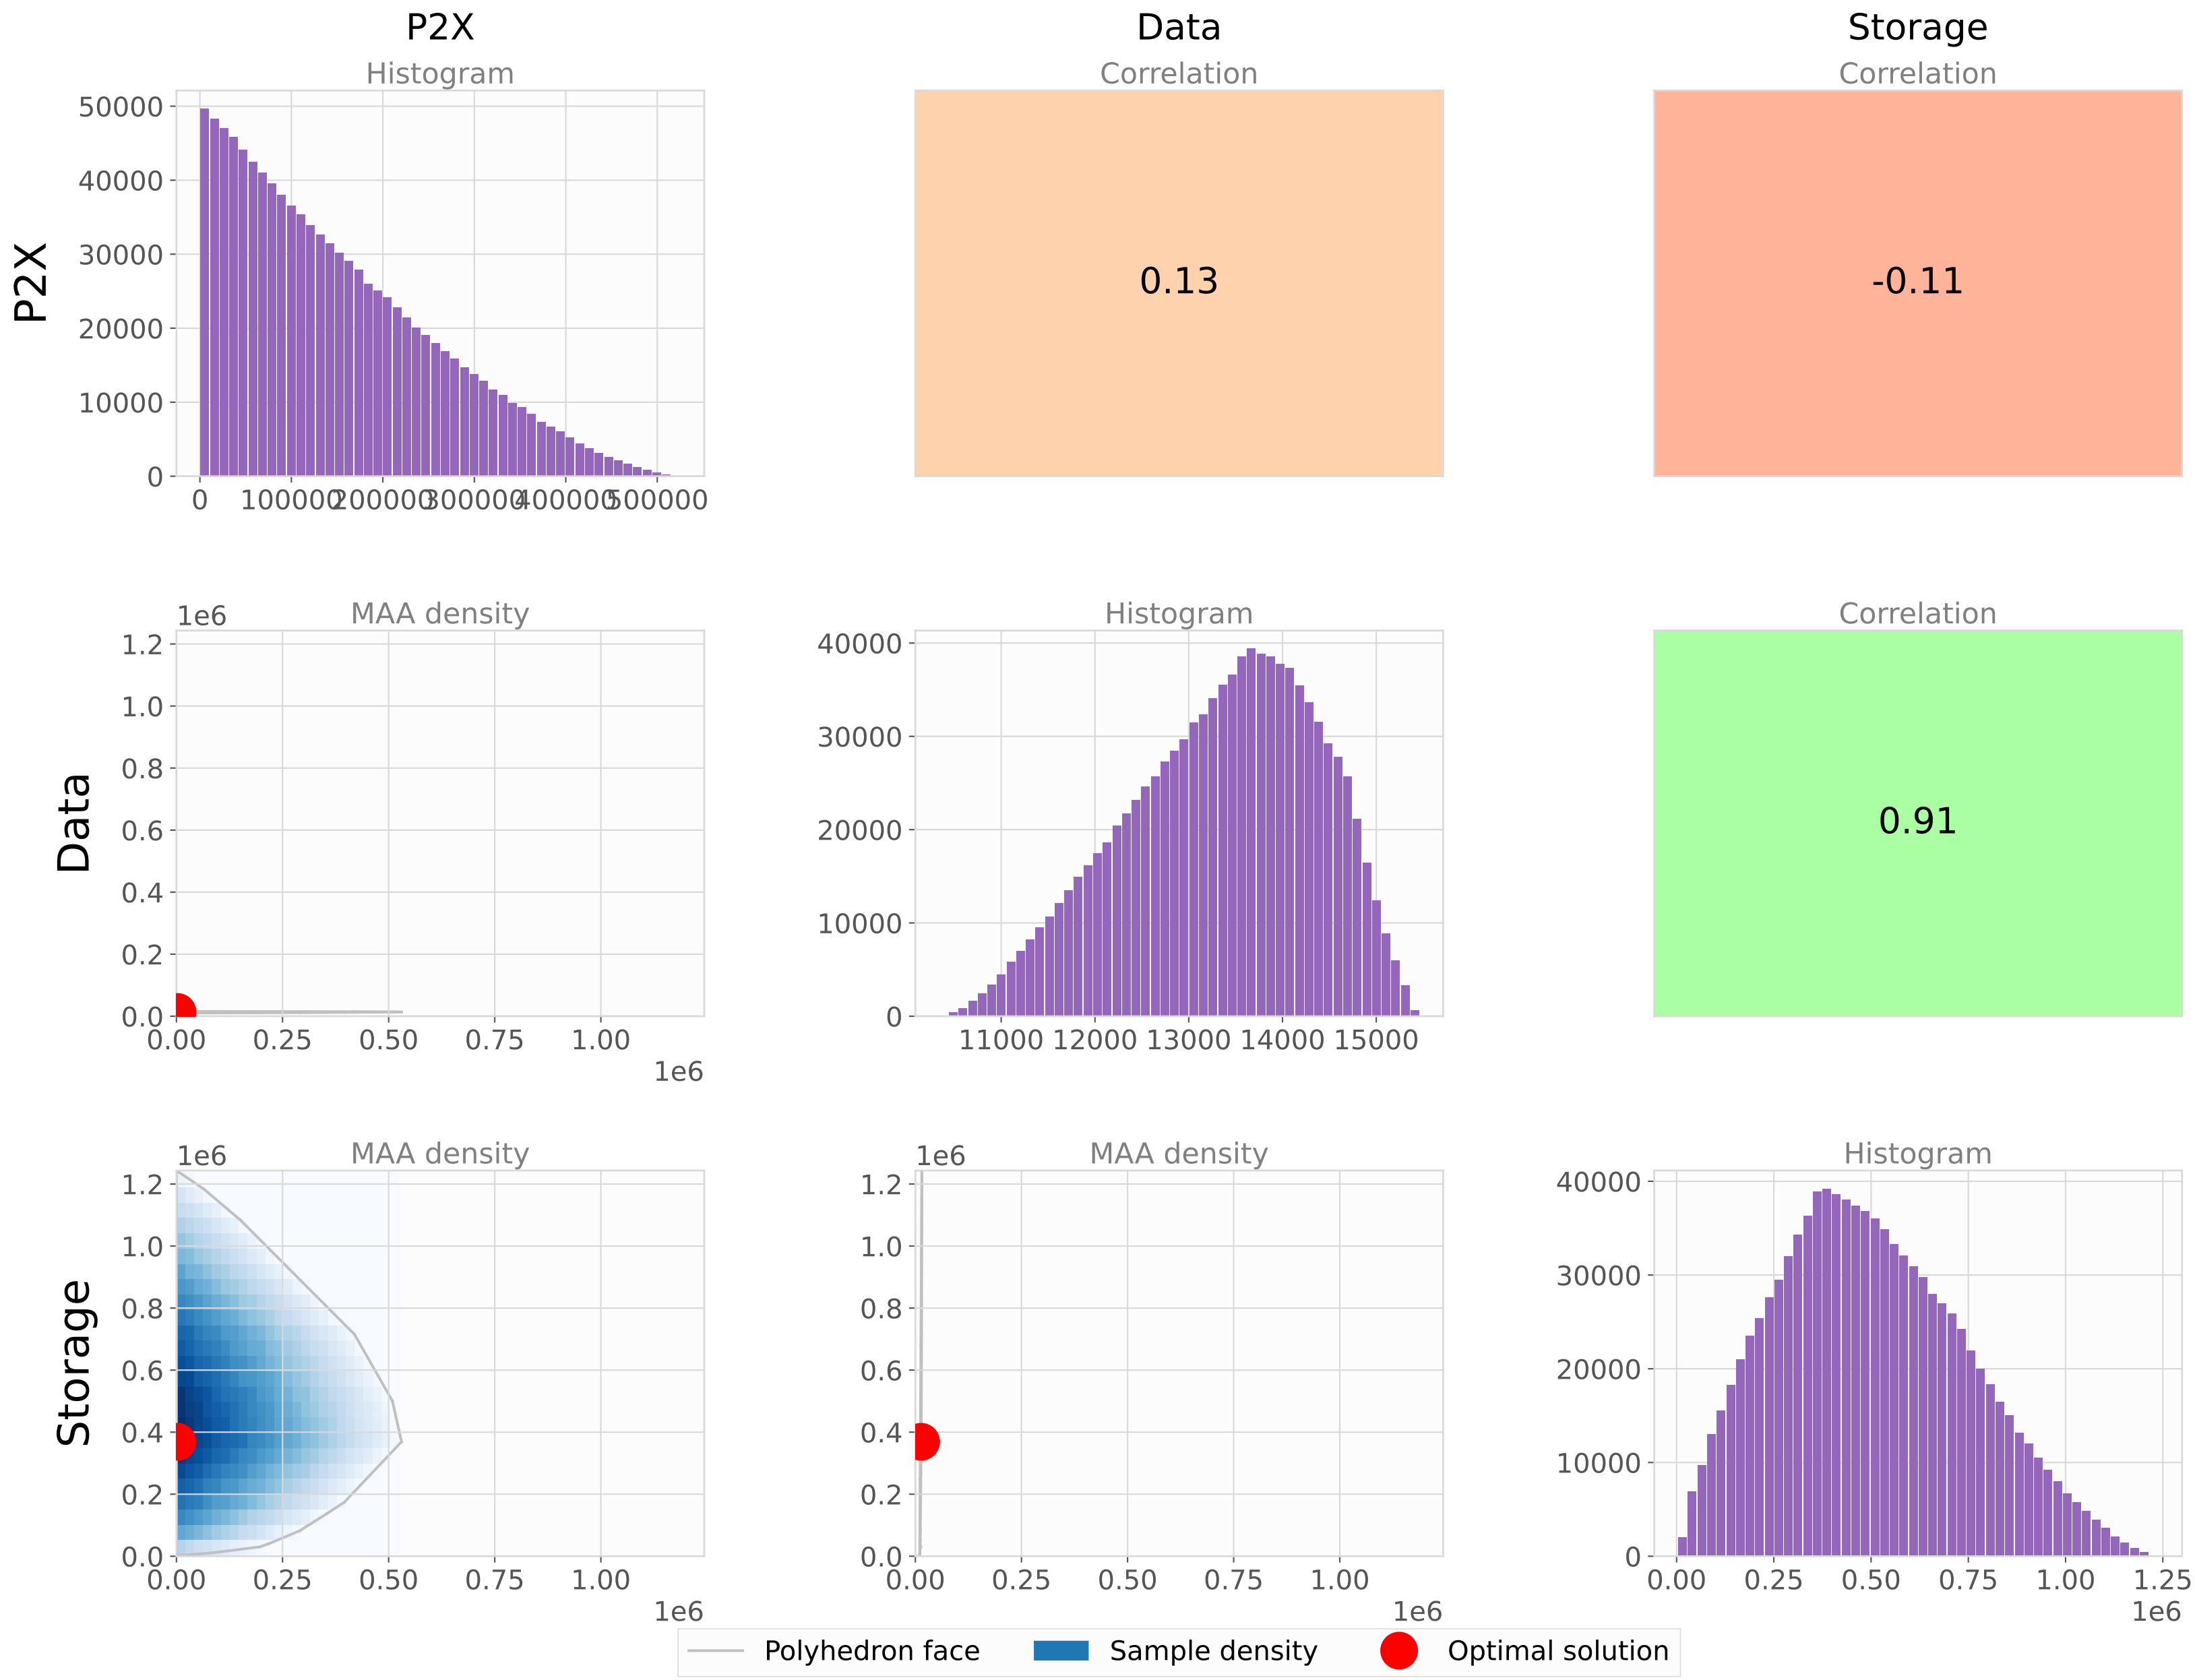 P2X Data Storage
Histogram Correlation Correlation
P2X
50000
40000
30000
20000
10000
0
0 100000 200000 300000 400000 500000
0.13
-0.11
1e6 MAA density Histogram Correlation
Data
1.2
1.0
0.8
0.6
0.4
0.2
0.0
0.00 0.25 0.50 0.75 1.00
1e6
40000
30000
20000
10000
0
11000 12000 13000 14000 15000
0.91
1e6 MAA density 1e6 MAA density Histogram
Storage
1.2
1.0
0.8
0.6
0.4
0.2
0.0
0.00 0.25 0.50 0.75 1.00
1e6
1.2
1.0
0.8
0.6
0.4
0.2
0.0
0.00 0.25 0.50 0.75 1.00
1e6
40000
30000
20000
10000
0
0.00 0.25 0.50 0.75 1.00 1.25
1e6
Polyhedron face Sample density Optimal solution